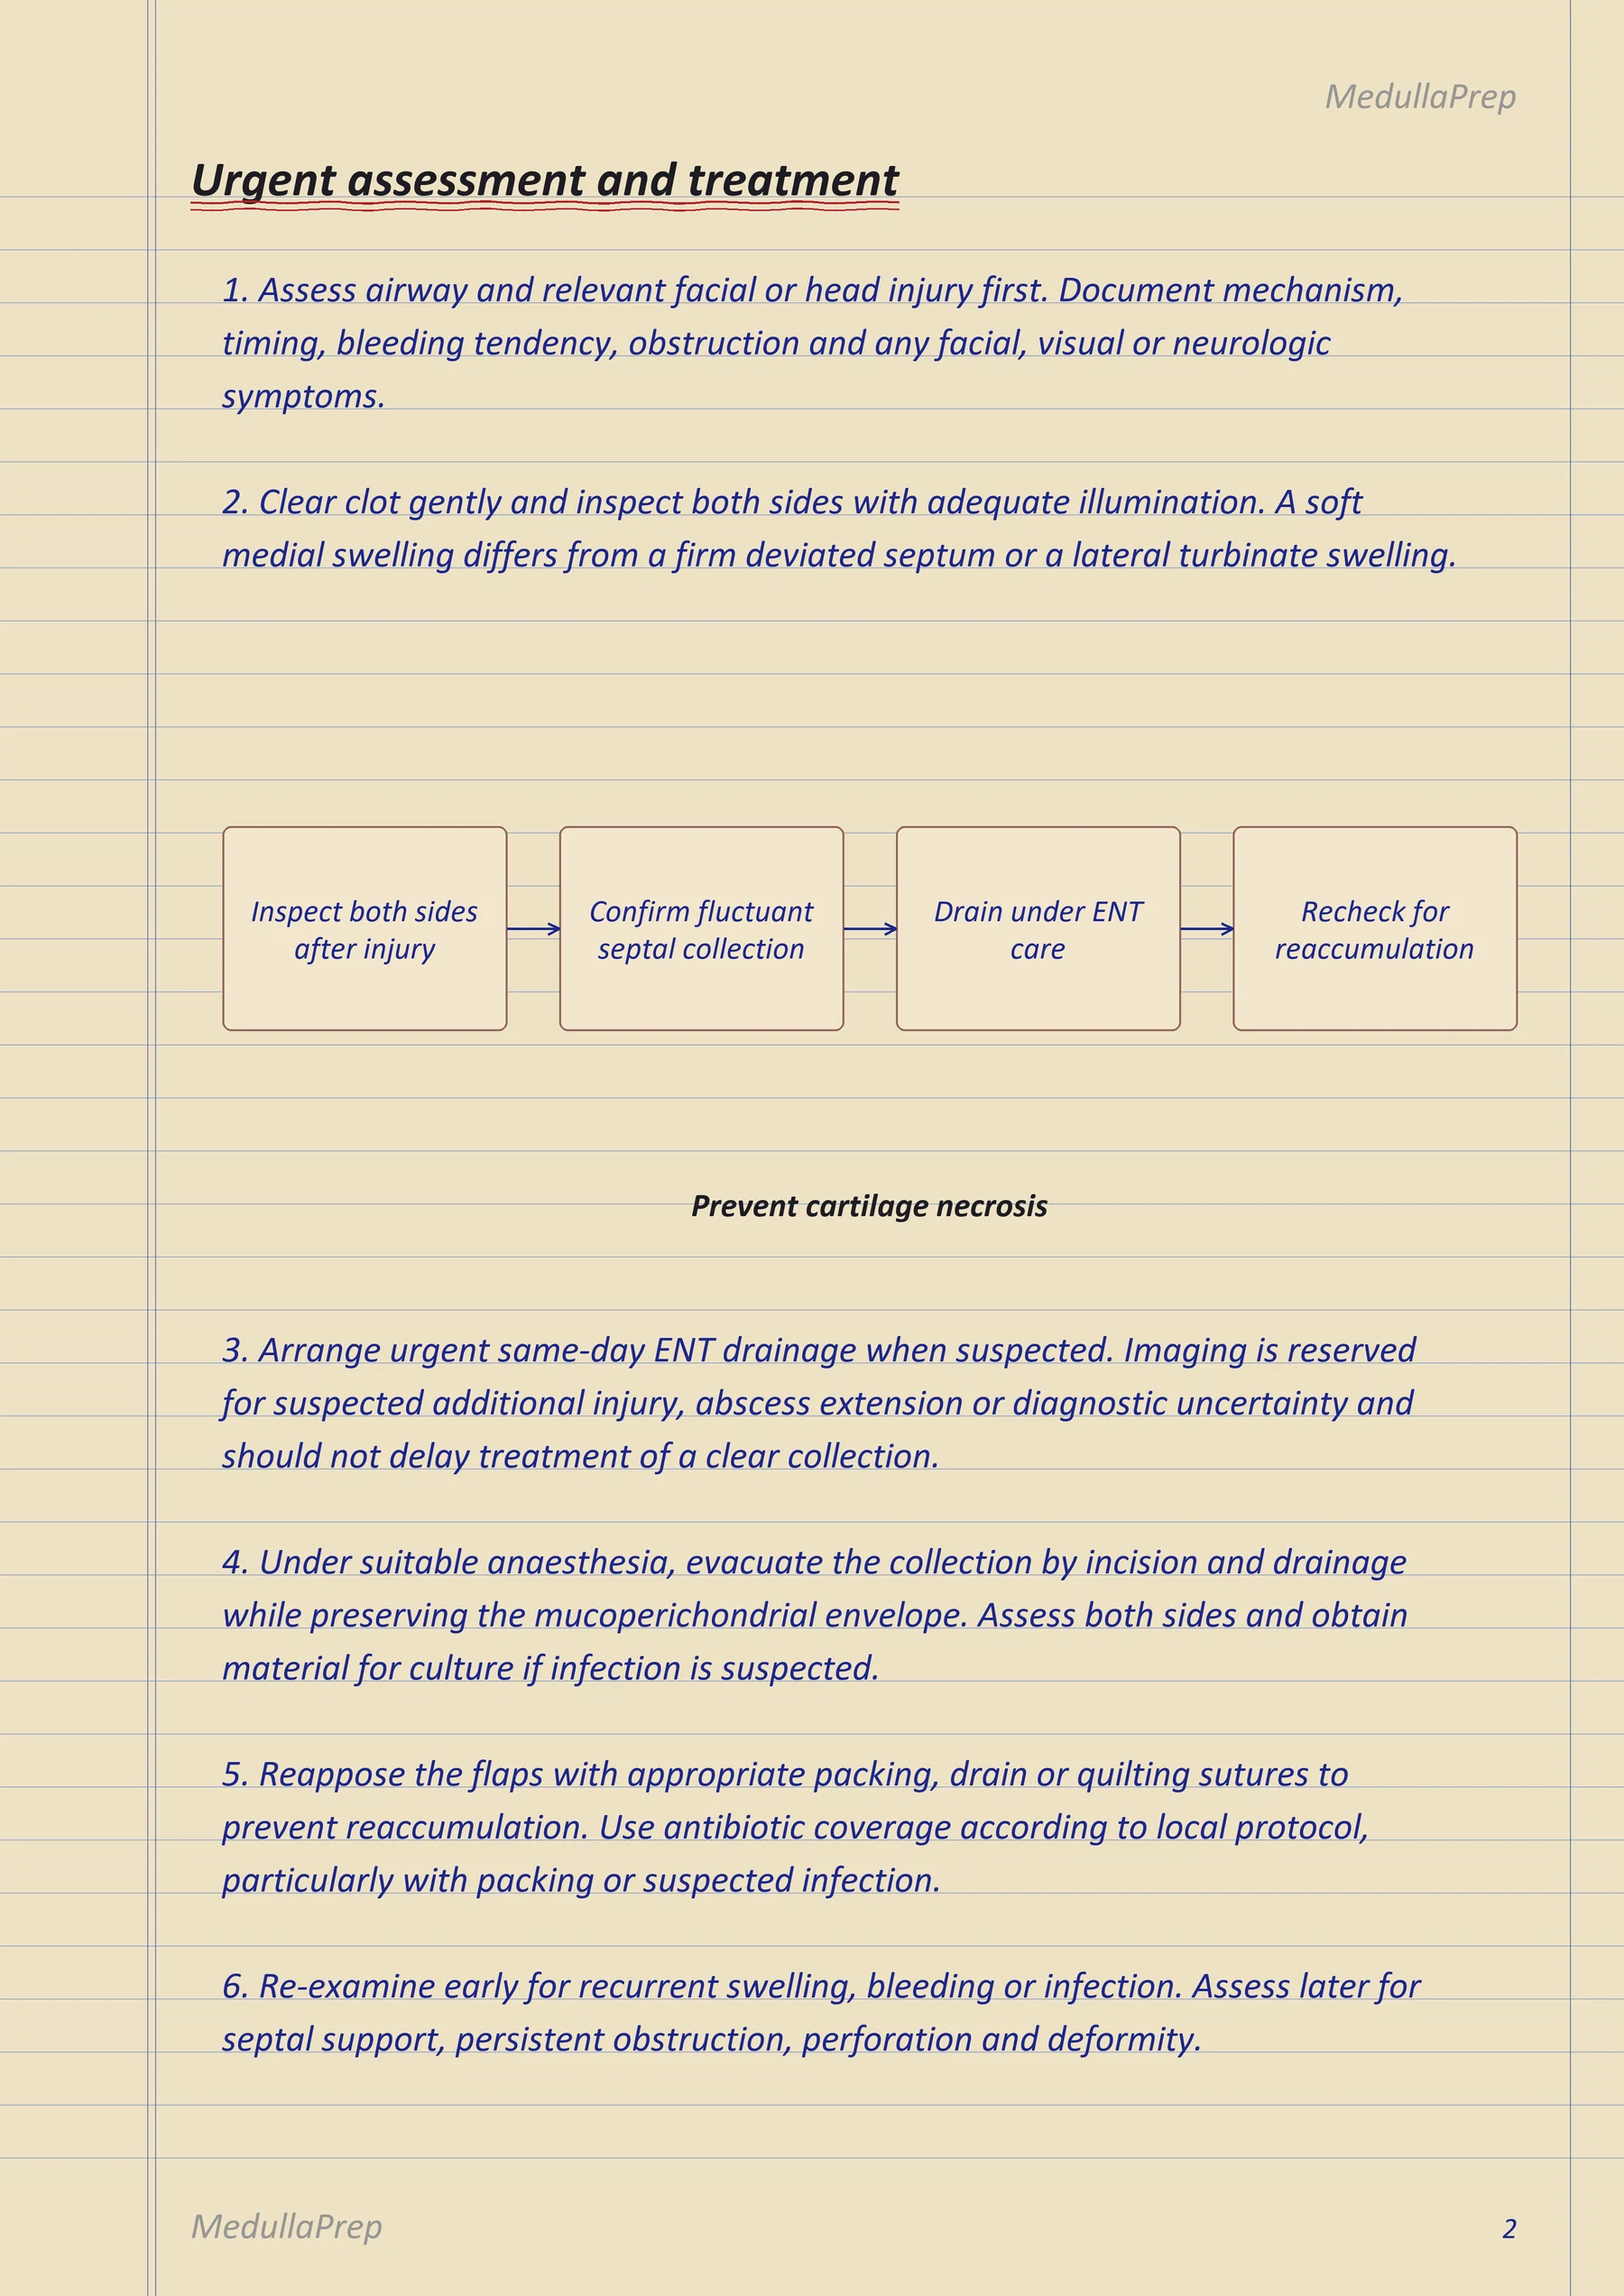 MedullaPrep
Urgent assessment and treatment
1. Assess airway and relevant facial or head injury first. Document mechanism,
timing, bleeding tendency, obstruction and any facial, visual or neurologic
symptoms.
2. Clear clot gently and inspect both sides with adequate illumination. A soft
medial swelling differs from a firm deviated septum or a lateral turbinate swelling.
Inspect both sides
after injury
Confirm fluctuant
septal collection
Drain under ENT
care
Recheck for
reaccumulation
Prevent cartilage necrosis
3. Arrange urgent same-day ENT drainage when suspected. Imaging is reserved
for suspected additional injury, abscess extension or diagnostic uncertainty and
should not delay treatment of a clear collection.
4. Under suitable anaesthesia, evacuate the collection by incision and drainage
while preserving the mucoperichondrial envelope. Assess both sides and obtain
material for culture if infection is suspected.
5. Reappose the flaps with appropriate packing, drain or quilting sutures to
prevent reaccumulation. Use antibiotic coverage according to local protocol,
particularly with packing or suspected infection.
6. Re-examine early for recurrent swelling, bleeding or infection. Assess later for
septal support, persistent obstruction, perforation and deformity.
MedullaPrep
2